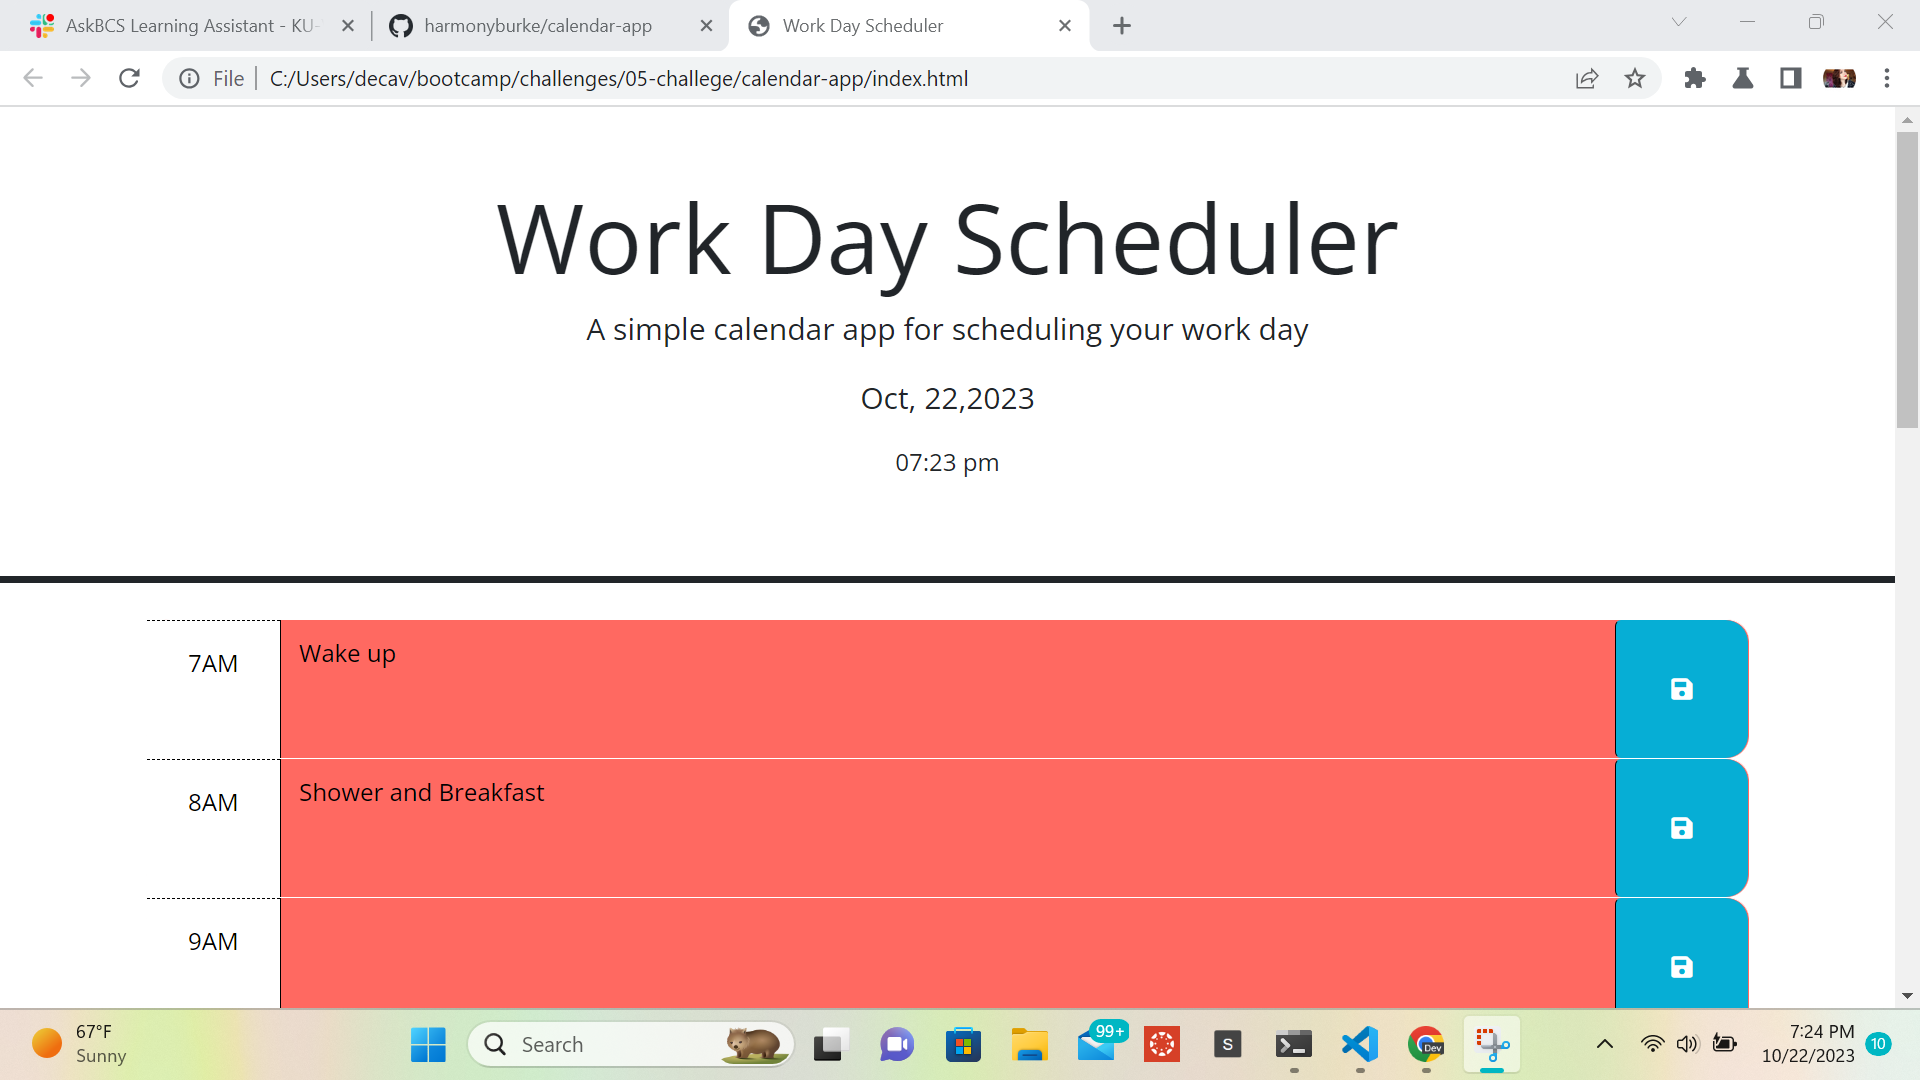 AskBCS Learning Assistant - KU-
harmonyburke/calendar-app
Work Day Scheduler
File
C:/Users/decav/bootcamp/challenges/05-challege/calendar-app/index.html
Work Day Scheduler
A simple calendar app for scheduling your work day
Oct, 22,2023
07:23 pm
7AM
Wake up
8AM
Shower and Breakfast
9AM
67°F
Sunny
Search
99+
S
Dev
7:24 PM
10/22/2023
10